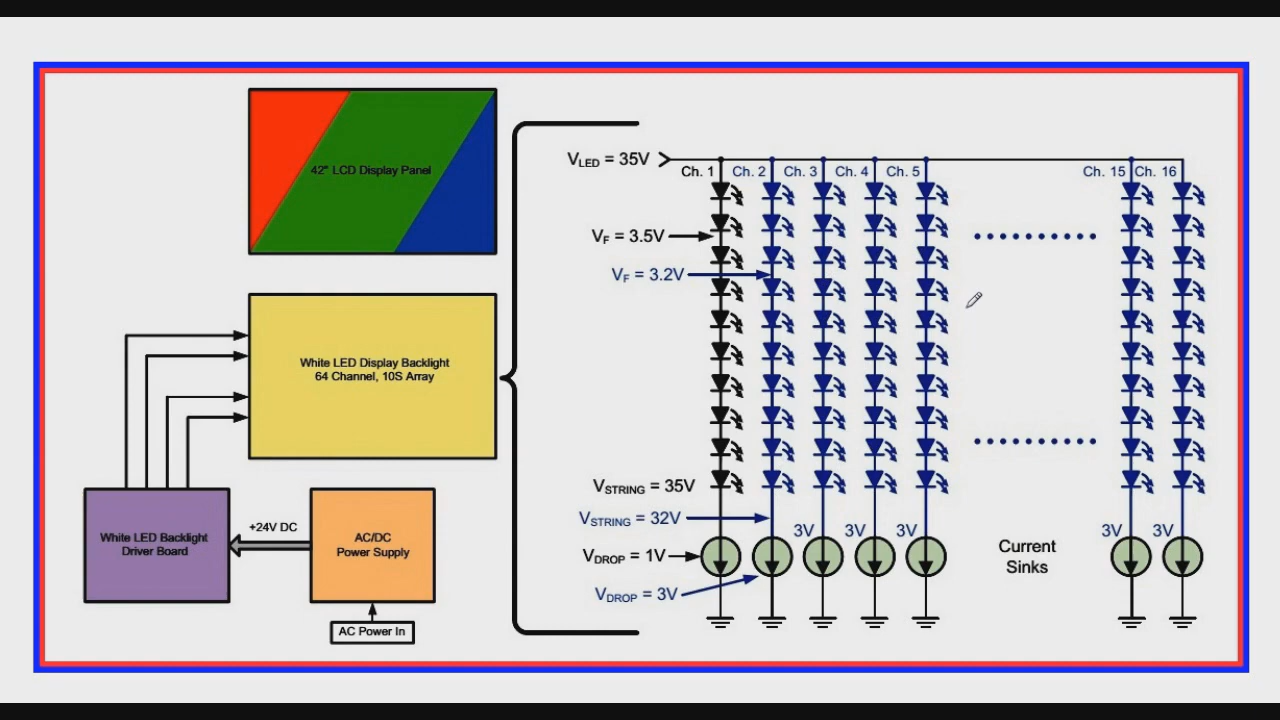 42" LCD Display Panel
White LED Display Backlight
64 Channel, 10S Array
White LED Backlight
Driver Board
+24V DC
AC/DC
Power Supply
AC Power In
VLED = 35V
Ch. 1
Ch. 2
Ch. 3
Ch. 4
Ch. 5
Ch. 15
Ch. 16
VF = 3.5V
VF = 3.2V
VSTRING = 35V
VSTRING = 32V
3V
3V
3V
3V
3V
VDROP = 1V
VDROP = 3V
Current
Sinks